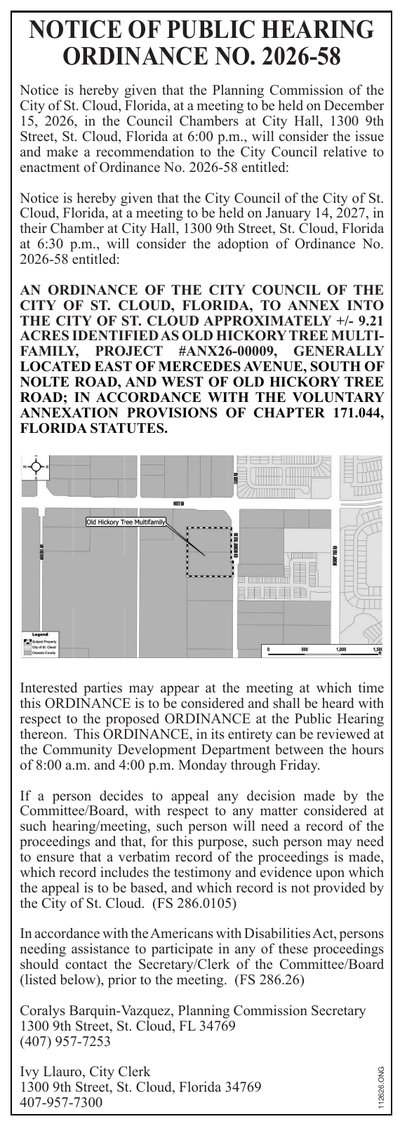 NOTICE OF PUBLIC HEARING
ORDINANCE NO. 2026-58
Notice is hereby given that the Planning Commission of the
City of St. Cloud, Florida, at a meeting to be held on December
15, 2026, in the Council Chambers at City Hall, 1300 9th
Street, St. Cloud, Florida at 6:00 p.m., will consider the issue
and make a recommendation to the City Council relative to
enactment of Ordinance No. 2026-58 entitled:
Notice is hereby given that the City Council of the City of St.
Cloud, Florida, at a meeting to be held on January 14, 2027, in
their Chamber at City Hall, 1300 9th Street, St. Cloud, Florida
at 6:30 p.m., will consider the adoption of Ordinance No.
2026-58 entitled:
AN ORDINANCE OF THE CITY COUNCIL OF THE
CITY OF ST. CLOUD, FLORIDA, TO ANNEX INTO
THE CITY OF ST. CLOUD APPROXIMATELY +/- 9.21
ACRES IDENTIFIED AS OLD HICKORY TREE MULTI-
FAMILY, PROJECT #ANX26-00009, GENERALLY
LOCATED EAST OF MERCEDES AVENUE, SOUTH OF
NOLTE ROAD, AND WEST OF OLD HICKORY TREE
ROAD; IN ACCORDANCE WITH THE VOLUNTARY
ANNEXATION PROVISIONS OF CHAPTER 171.044,
FLORIDA STATUTES.
Old Hickory Tree Multifamily
Legend
Subject Property
City of St. Cloud
Osceola County
0 500 1,000
Interested parties may appear at the meeting at which time
this ORDINANCE is to be considered and shall be heard with
respect to the proposed ORDINANCE at the Public Hearing
thereon. This ORDINANCE, in its entirety can be reviewed at
the Community Development Department between the hours
of 8:00 a.m. and 4:00 p.m. Monday through Friday.
If a person decides to appeal any decision made by the
Committee/Board, with respect to any matter considered at
such hearing/meeting, such person will need a record of the
proceedings and that, for this purpose, such person may need
to ensure that a verbatim record of the proceedings is made,
which record includes the testimony and evidence upon which
the appeal is to be based, and which record is not provided by
the City of St. Cloud. (FS 286.0105)
In accordance with the Americans with Disabilities Act, persons
needing assistance to participate in any of these proceedings
should contact the Secretary/Clerk of the Committee/Board
(listed below), prior to the meeting. (FS 286.26)
Coralys Barquin-Vazquez, Planning Commission Secretary
1300 9th Street, St. Cloud, FL 34769
(407) 957-7253
Ivy Llauro, City Clerk
1300 9th Street, St. Cloud, Florida 34769
407-957-7300
112626.ONG